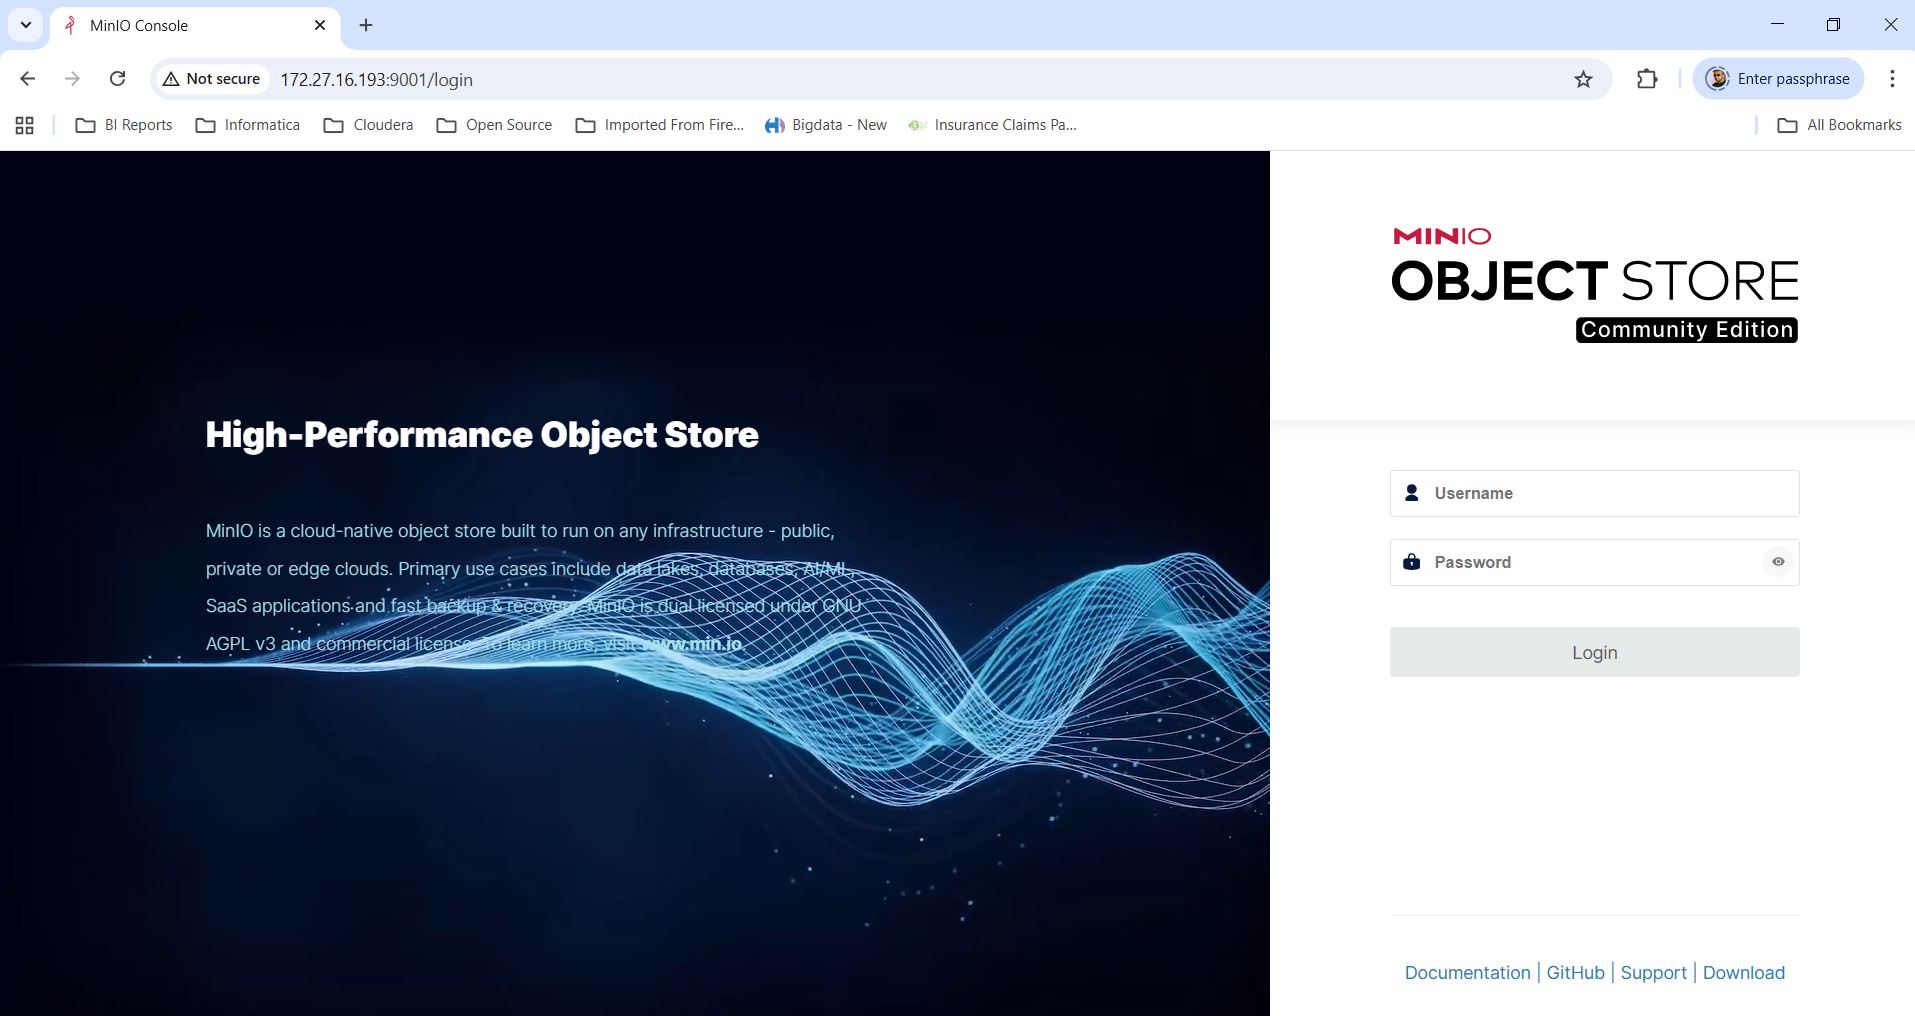 MinIO Console
Not secure 172.27.16.193:9001/login Enter passphrase
BI Reports Informatica Cloudera Open Source Imported From Fire... Bigdata - New Insurance Claims Pa... All Bookmarks
High-Performance Object Store
MinIO is a cloud-native object store built to run on any infrastructure - public,
private or edge clouds. Primary use cases include data lakes, databases, AI/ML,
SaaS applications and fast backup & recovery. MinIO is dual licensed under GNU
AGPL v3 and commercial license. To learn more, visit www.min.io.
MINIO
OBJECT STORE
Community Edition
Username
Password
Login
Documentation | GitHub | Support | Download